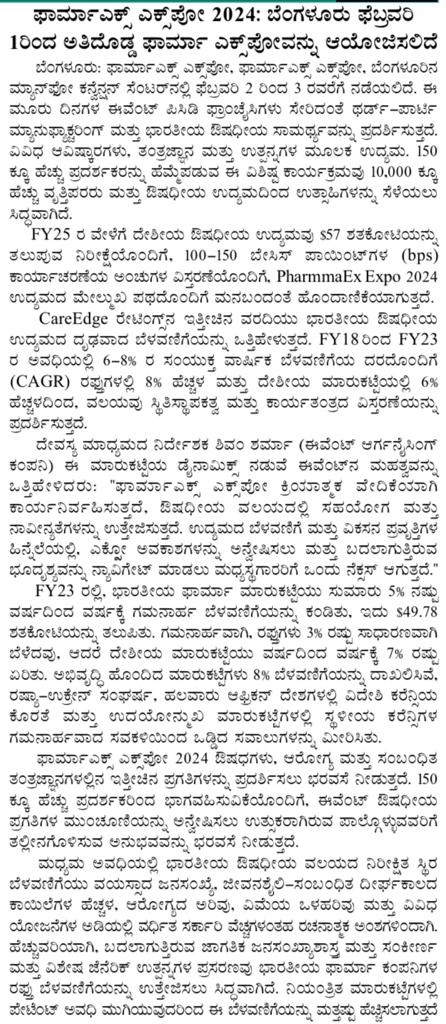 ಫಾರ್ಮಾಎಕ್ಸ್ ಎಕ್ಸ್‌ಪೋ 2024: ಬೆಂಗಳೂರು ಫೆಬ್ರವರಿ
1ರಿಂದ ಅತಿದೊಡ್ಡ ಫಾರ್ಮಾ ಎಕ್ಸ್‌ಪೋವನ್ನು ಆಯೋಜಿಸಲಿದೆ
ಬೆಂಗಳೂರು: ಫಾರ್ಮಾಎಕ್ಸ್ ಎಕ್ಸ್‌ಪೋ, ಫಾರ್ಮಾಎಕ್ಸ್ ಎಕ್ಸ್‌ಪೋ, ಬೆಂಗಳೂರಿನ
ಮ್ಯಾನ್‌ಫೋ ಕನ್ವೆನ್ಷನ್ ಸೆಂಟರ್‌ನಲ್ಲಿ ಫೆಬ್ರವರಿ 2 ರಿಂದ 3 ರವರೆಗೆ ನಡೆಯಲಿದೆ. ಈ
ಮೂರು ದಿನಗಳ ಈವೆಂಟ್ ಪಿಸಿಡಿ ಫ್ರಾಂಚೈಸಿಗಳು ಸೇರಿದಂತೆ ಥರ್ಡ್-ಪಾರ್ಟಿ
ಮ್ಯಾನುಫ್ಯಾಕ್ಚರಿಂಗ್ ಮತ್ತು ಭಾರತೀಯ ಔಷಧೀಯ ಸಾಮರ್ಥ್ಯವನ್ನು ಪ್ರದರ್ಶಿಸುತ್ತದೆ.
ವಿವಿಧ ಆವಿಷ್ಕಾರಗಳು, ತಂತ್ರಜ್ಞಾನ ಮತ್ತು ಉತ್ಪನ್ನಗಳ ಮೂಲಕ ಉದ್ಯಮ. 150
ಕ್ಕೂ ಹೆಚ್ಚು ಪ್ರದರ್ಶಕರನ್ನು ಹೆಮ್ಮೆಪಡುವ ಈ ವಿಶಿಷ್ಟ ಕಾರ್ಯಕ್ರಮವು 10,000 ಕ್ಕೂ
ಹೆಚ್ಚು ವೃತ್ತಿಪರರು ಮತ್ತು ಔಷಧೀಯ ಉದ್ಯಮದಿಂದ ಉತ್ಸಾಹಿಗಳನ್ನು ಸೆಳೆಯಲು
ಸಿದ್ಧವಾಗಿದೆ.
FY25 ರ ವೇಳೆಗೆ ದೇಶೀಯ ಔಷಧೀಯ ಉದ್ಯಮವು $57 ಶತಕೋಟಿಯನ್ನು
ತಲುಪುವ ನಿರೀಕ್ಷೆಯೊಂದಿಗೆ, 100-150 ಬೇಸಿಸ್ ಪಾಯಿಂಟ್‌ಗಳ (bps)
ಕಾರ್ಯಾಚರಣೆಯ ಅಂಚುಗಳ ವಿಸ್ತರಣೆಯೊಂದಿಗೆ, PharmmaEx Expo 2024
ಉದ್ಯಮದ ಮೇಲ್ಮುಖ ಪಥದೊಂದಿಗೆ ಮನಬಂದಂತೆ ಹೊಂದಾಣಿಕೆಯಾಗುತ್ತದೆ.
CareEdge ರೇಟಿಂಗ್ಸ್‌ನ ಇತ್ತೀಚಿನ ವರದಿಯು ಭಾರತೀಯ ಔಷಧೀಯ
ಉದ್ಯಮದ ದೃಢವಾದ ಬೆಳವಣಿಗೆಯನ್ನು ಒತ್ತಿಹೇಳುತ್ತದೆ. FY18 ರಿಂದ FY23
ರ ಅವಧಿಯಲ್ಲಿ 6-8% ರ ಸಂಯುಕ್ತ ವಾರ್ಷಿಕ ಬೆಳವಣಿಗೆಯ ದರದೊಂದಿಗೆ
(CAGR) ರಫ್ತುಗಳಲ್ಲಿ 8% ಹೆಚ್ಚಳ ಮತ್ತು ದೇಶೀಯ ಮಾರುಕಟ್ಟೆಯಲ್ಲಿ 6%
ಹೆಚ್ಚಳದಿಂದ, ವಲಯವು ಸ್ಥಿತಿಸ್ಥಾಪಕತ್ವ ಮತ್ತು ಕಾರ್ಯತಂತ್ರದ ವಿಸ್ತರಣೆಯನ್ನು
ಪ್ರದರ್ಶಿಸುತ್ತದೆ.
ದೇವಸ್ಯ ಮಾಧ್ಯಮದ ನಿರ್ದೇಶಕ ಶಿವಂ ಶರ್ಮಾ (ಈವೆಂಟ್ ಆರ್ಗನೈಸಿಂಗ್
ಕಂಪನಿ) ಈ ಮಾರುಕಟ್ಟೆಯ ಡೈನಾಮಿಕ್ಸ್ ನಡುವೆ ಈವೆಂಟ್‌ನ ಮಹತ್ವವನ್ನು
ಒತ್ತಿಹೇಳಿದರು: "ಫಾರ್ಮಾಎಕ್ಸ್ ಎಕ್ಸ್‌ಪೋ ಕ್ರಿಯಾತ್ಮಕ ವೇದಿಕೆಯಾಗಿ
ಕಾರ್ಯನಿರ್ವಹಿಸುತ್ತದೆ, ಔಷಧೀಯ ವಲಯದಲ್ಲಿ ಸಹಯೋಗ ಮತ್ತು
ನಾವೀನ್ಯತೆಗಳನ್ನು ಉತ್ತೇಜಿಸುತ್ತದೆ. ಉದ್ಯಮದ ಬೆಳವಣಿಗೆ ಮತ್ತು ವಿಕಸನ ಪ್ರವೃತ್ತಿಗಳ
ಹಿನ್ನೆಲೆಯಲ್ಲಿ, ಎಕ್ಸ್ಪೋ ಅವಕಾಶಗಳನ್ನು ಅನ್ವೇಷಿಸಲು ಮತ್ತು ಬದಲಾಗುತ್ತಿರುವ
ಭೂದೃಶ್ಯವನ್ನು ನ್ಯಾವಿಗೇಟ್ ಮಾಡಲು ಮಧ್ಯಸ್ಥಗಾರರಿಗೆ ಒಂದು ನೆಕ್ಸಸ್ ಆಗುತ್ತದೆ."
FY23 ರಲ್ಲಿ, ಭಾರತೀಯ ಫಾರ್ಮಾ ಮಾರುಕಟ್ಟೆಯು ಸುಮಾರು 5% ನಷ್ಟು
ವರ್ಷದಿಂದ ವರ್ಷಕ್ಕೆ ಗಮನಾರ್ಹ ಬೆಳವಣಿಗೆಯನ್ನು ಕಂಡಿತು, ಇದು $49.78
ಶತಕೋಟಿಯನ್ನು ತಲುಪಿತು. ಗಮನಾರ್ಹವಾಗಿ, ರಫ್ತುಗಳು 3% ರಷ್ಟು ಸಾಧಾರಣವಾಗಿ
ಬೆಳೆದವು, ಆದರೆ ದೇಶೀಯ ಮಾರುಕಟ್ಟೆಯು ವರ್ಷದಿಂದ ವರ್ಷಕ್ಕೆ 7% ರಷ್ಟು
ಏರಿತು. ಅಭಿವೃದ್ಧಿ ಹೊಂದಿದ ಮಾರುಕಟ್ಟೆಗಳು 8% ಬೆಳವಣಿಗೆಯನ್ನು ದಾಖಲಿಸಿವೆ,
ರಷ್ಯಾ-ಉಕ್ರೇನ್ ಸಂಘರ್ಷ, ಹಲವಾರು ಆಫ್ರಿಕನ್ ದೇಶಗಳಲ್ಲಿ ವಿದೇಶಿ ಕರೆನ್ಸಿಯ
ಕೊರತೆ ಮತ್ತು ಉದಯೋನ್ಮುಖ ಮಾರುಕಟ್ಟೆಗಳಲ್ಲಿ ಸ್ಥಳೀಯ ಕರೆನ್ಸಿಗಳ
ಗಮನಾರ್ಹವಾದ ಸವಕಳಿಯಿಂದ ಒಡ್ಡಿದ ಸವಾಲುಗಳನ್ನು ಮೀರಿಸಿತು.
ಫಾರ್ಮಾಎಕ್ಸ್ ಎಕ್ಸ್‌ಪೋ 2024 ಔಷಧಗಳು, ಆರೋಗ್ಯ ಮತ್ತು ಸಂಬಂಧಿತ
ತಂತ್ರಜ್ಞಾನಗಳಲ್ಲಿನ ಇತ್ತೀಚಿನ ಪ್ರಗತಿಗಳನ್ನು ಪ್ರದರ್ಶಿಸಲು ಭರವಸೆ ನೀಡುತ್ತದೆ. 150
ಕ್ಕೂ ಹೆಚ್ಚು ಪ್ರದರ್ಶಕರಿಂದ ಭಾಗವಹಿಸುವಿಕೆಯೊಂದಿಗೆ, ಈವೆಂಟ್ ಔಷಧೀಯ
ಪ್ರಗತಿಗಳ ಮುಂಚೂಣಿಯನ್ನು ಅನ್ವೇಷಿಸಲು ಉತ್ಸುಕರಾಗಿರುವ ಪಾಲ್ಗೊಳ್ಳುವವರಿಗೆ
ತಲ್ಲೀನಗೊಳಿಸುವ ಅನುಭವವನ್ನು ಭರವಸೆ ನೀಡುತ್ತದೆ.
ಮಧ್ಯಮ ಅವಧಿಯಲ್ಲಿ ಭಾರತೀಯ ಔಷಧೀಯ ವಲಯದ ನಿರೀಕ್ಷಿತ ಸ್ಥಿರ
ಬೆಳವಣಿಗೆಯು ವಯಸ್ಸಾದ ಜನಸಂಖ್ಯೆ, ಜೀವನಶೈಲಿ-ಸಂಬಂಧಿತ ದೀರ್ಘಕಾಲದ
ಕಾಯಿಲೆಗಳ ಹೆಚ್ಚಳ, ಆರೋಗ್ಯದ ಅರಿವು, ವಿಮೆಯ ಒಳಹರಿವು ಮತ್ತು ವಿವಿಧ
ಯೋಜನೆಗಳ ಅಡಿಯಲ್ಲಿ ವರ್ಧಿತ ಸರ್ಕಾರಿ ವೆಚ್ಚಗಳಂತಹ ರಚನಾತ್ಮಕ ಅಂಶಗಳಿಂದಾಗಿ.
ಹೆಚ್ಚುವರಿಯಾಗಿ, ಬದಲಾಗುತ್ತಿರುವ ಜಾಗತಿಕ ಜನಸಂಖ್ಯಾಶಾಸ್ತ್ರ ಮತ್ತು ಸಂಕೀರ್ಣ
ಮತ್ತು ವಿಶೇಷ ಜೆನೆರಿಕ್ ಉತ್ಪನ್ನಗಳ ಪ್ರಸರಣವು ಭಾರತೀಯ ಫಾರ್ಮಾ ಕಂಪನಿಗಳ
ರಫ್ತು ಬೆಳವಣಿಗೆಯನ್ನು ಉತ್ತೇಜಿಸಲು ಸಿದ್ಧವಾಗಿದೆ. ನಿಯಂತ್ರಿತ ಮಾರುಕಟ್ಟೆಗಳಲ್ಲಿ
ಪೇಟೆಂಟ್ ಅವಧಿ ಮುಗಿಯುವುದರಿಂದ ಈ ಬೆಳವಣಿಗೆಯನ್ನು ಮತ್ತಷ್ಟು ಹೆಚ್ಚಿಸಲಾಗುತ್ತದೆ